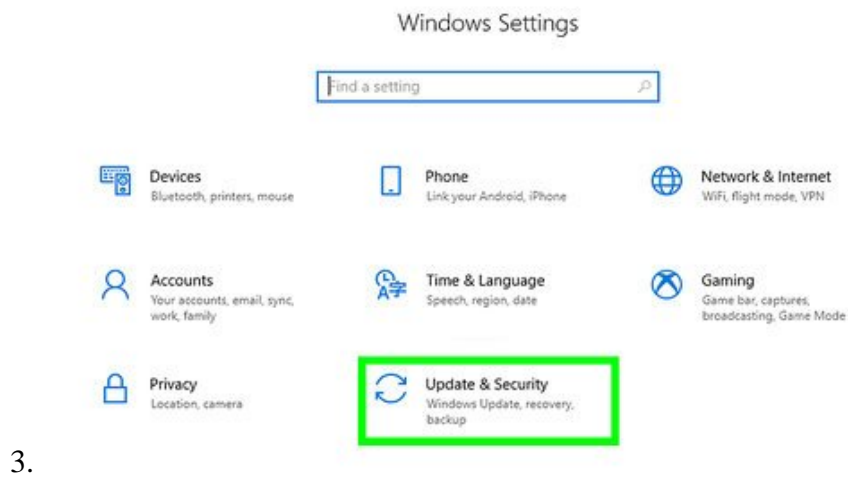 Windows Settings
Find a setting
Devices
Bluetooth, printers, mouse
Phone
Link your Android, iPhone
Network & Internet
WiFi, flight mode, VPN
Accounts
Your accounts, email, sync,
work, family
Time & Language
Speech, region, date
Gaming
Game bar, captures,
broadcasting, Game Mode
Privacy
Location, camera
Update & Security
Windows Update, recovery,
backup
3.